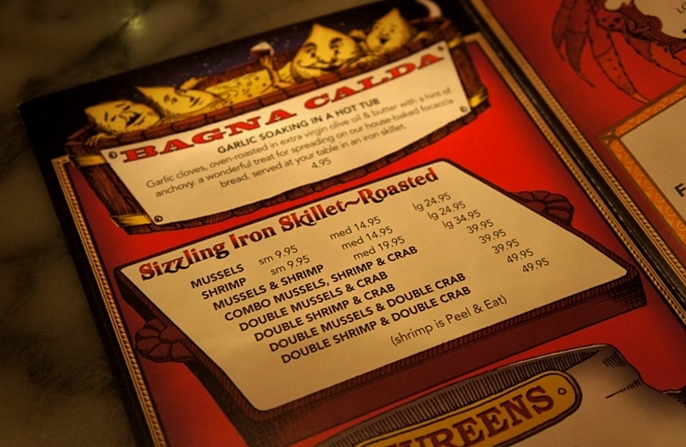 BAGNA CALDA
GARLIC SOAKING IN A HOT TUB
Garlic cloves, oven-roasted in extra virgin olive oil & butter with a hint of
anchovy. a wonderful treat for spreading on our house-baked focaccia
bread. served at your table in an iron skillet.
4.95
Sizzling Iron Skillet~Roasted
MUSSELS sm 9.95 med 14.95 lg 24.95
SHRIMP sm 9.95 med 14.95 lg 24.95
MUSSELS & SHRIMP med 19.95 lg 34.95
COMBO MUSSELS, SHRIMP & CRAB 39.95
DOUBLE MUSSELS & CRAB 39.95
DOUBLE SHRIMP & CRAB 39.95
DOUBLE MUSSELS & DOUBLE CRAB 49.95
DOUBLE SHRIMP & DOUBLE CRAB 49.95
(shrimp is Peel & Eat)